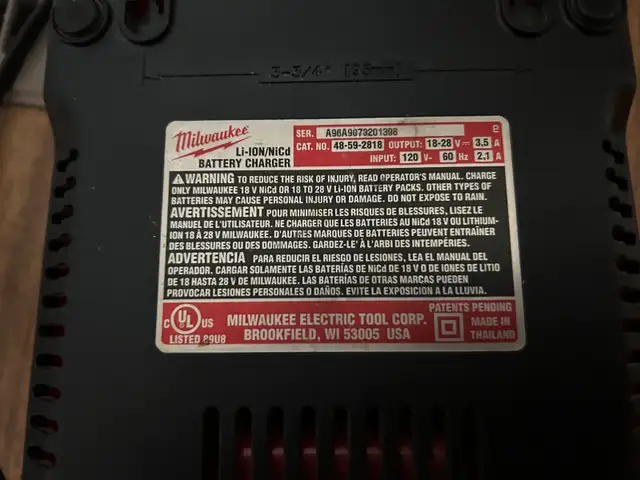 3-3/4" [95mm]
Milwaukee
Li-ION/NiCd
BATTERY CHARGER
SER. A96A9073201398
2
CAT. NO. 48-59-2818 OUTPUT: 18-28 V⎓ 3.5 A
INPUT: 120 V~ 60 Hz 2.1 A
⚠WARNING TO REDUCE THE RISK OF INJURY, READ OPERATOR'S MANUAL. CHARGE
ONLY MILWAUKEE 18 V NiCd OR 18 TO 28 V Li-ION BATTERY PACKS. OTHER TYPES OF
BATTERIES MAY CAUSE PERSONAL INJURY OR DAMAGE. DO NOT EXPOSE TO RAIN.
AVERTISSEMENT POUR MINIMISER LES RISQUES DE BLESSURES, LISEZ LE
MANUEL DE L'UTILISATEUR. NE CHARGER QUE LES BATTERIES AU NiCd 18 V OU LITHIUM-
ION 18 À 28 V MILWAUKEE. D'AUTRES MARQUES DE BATTERIES PEUVENT ENTRAÎNER
DES BLESSURES OU DES DOMMAGES. GARDEZ-LE À L'ABRI DES INTEMPÉRIES.
ADVERTENCIA PARA REDUCIR EL RIESGO DE LESIONES, LEA EL MANUAL DEL
OPERADOR. CARGAR SOLAMENTE LAS BATERÍAS DE NiCd DE 18 V O DE IONES DE LITIO
DE 18 HASTA 28 V DE MILWAUKEE. LAS BATERÍAS DE OTRAS MARCAS PUEDEN
PROVOCAR LESIONES PERSONALES O DAÑOS. EVITE LA EXPOSICIÓN A LA LLUVIA.
C UL US
LISTED 89U8
MILWAUKEE ELECTRIC TOOL CORP.
BROOKFIELD, WI 53005 USA
PATENTS PENDING
MADE IN
THAILAND